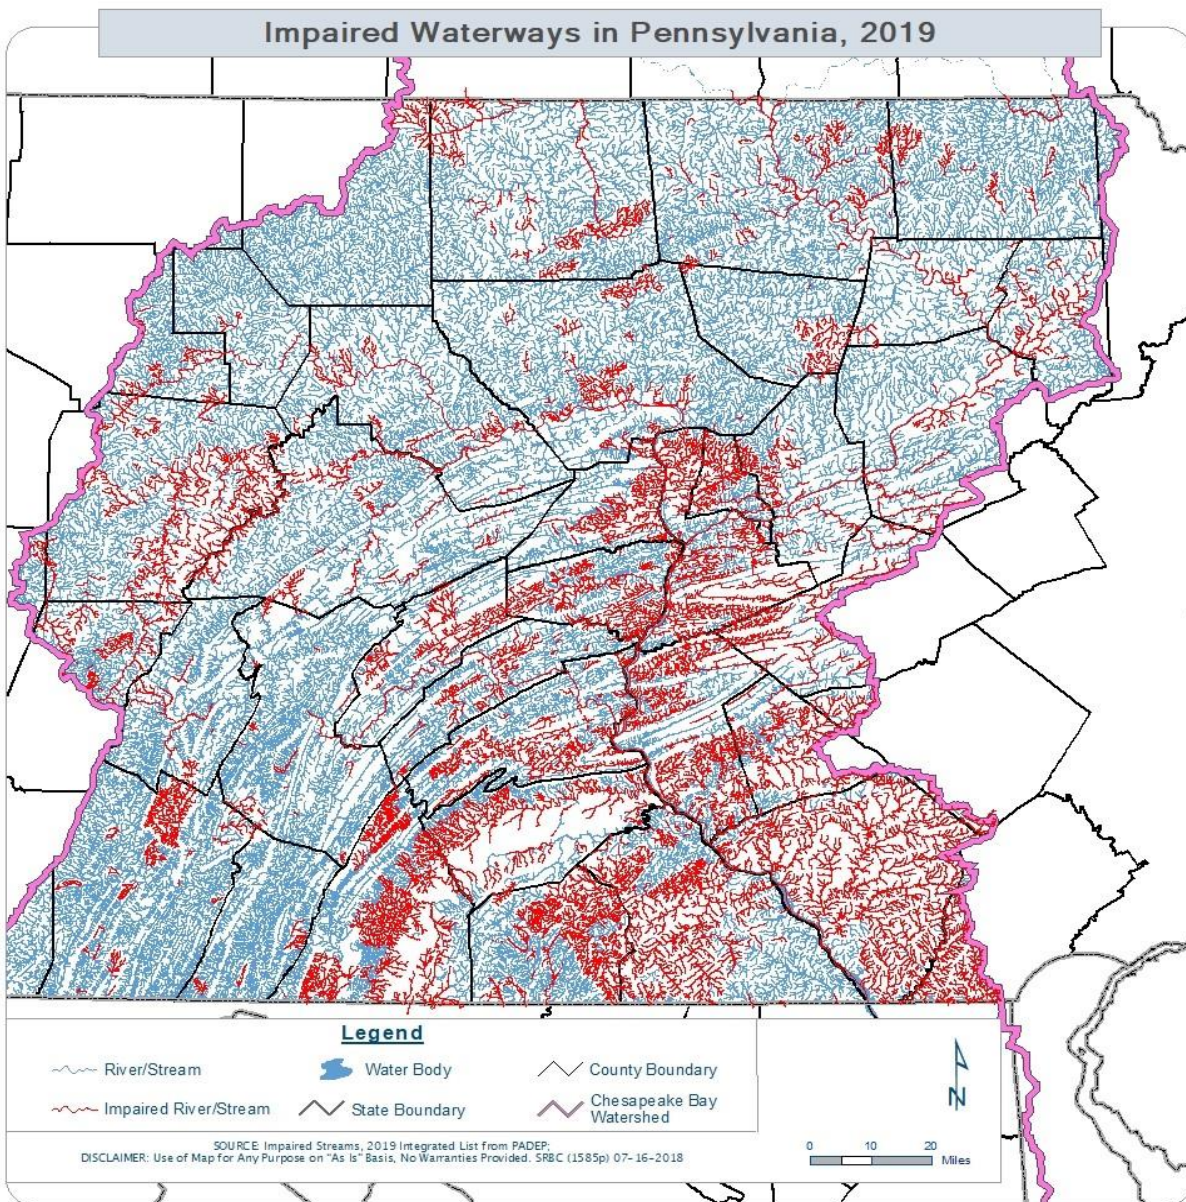 Impaired Waterways in Pennsylvania, 2019
Legend
River/Stream
Water Body
County Boundary
Impaired River/Stream
State Boundary
Chesapeake Bay
Watershed
N
SOURCE: Impaired Streams, 2019 Integrated List from PADEP;
DISCLAIMER: Use of Map for Any Purpose on "As Is" Basis, No Warranties Provided. SRBC (1585p) 07-16-2018
0 10 20
Miles